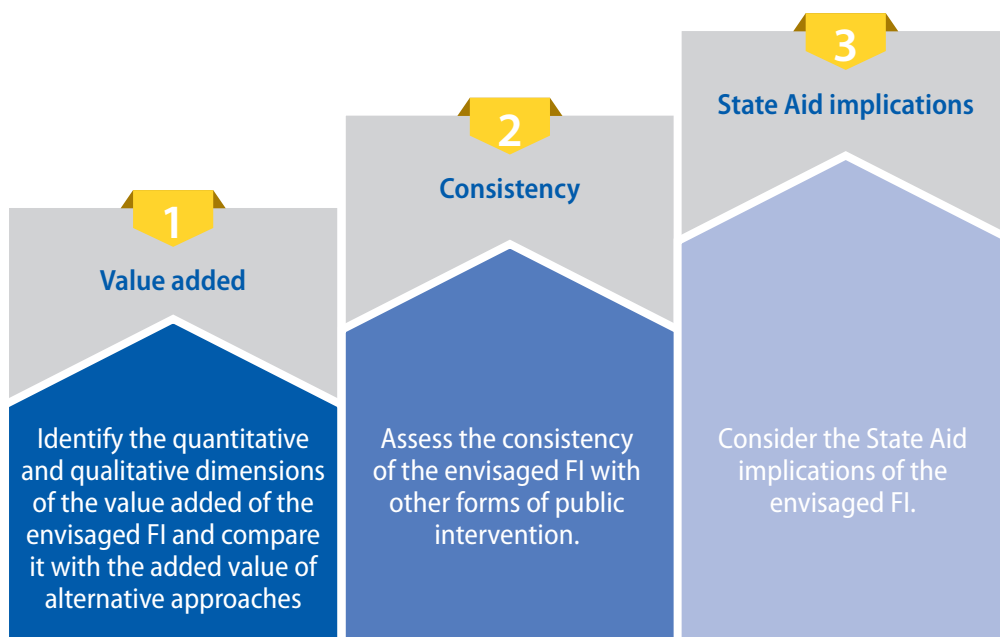 1
Value added
Identify the quantitative
and qualitative dimensions
of the value added of the
envisaged FI and compare
it with the added value of
alternative approaches
2
Consistency
Assess the consistency
of the envisaged FI with
other forms of public
intervention.
3
State Aid implications
Consider the State Aid
implications of the
envisaged FI.